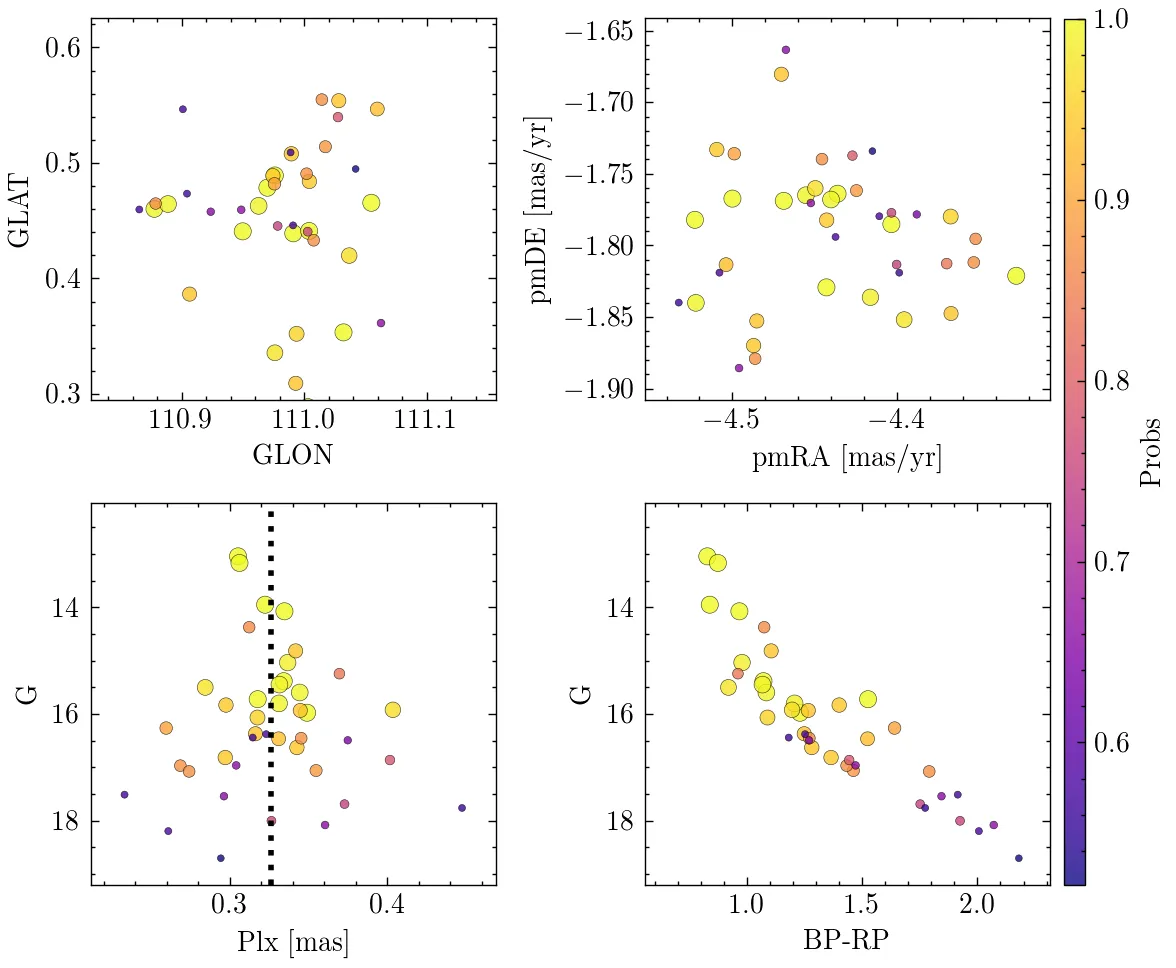 0.6
0.5
0.4
0.3
GLAT
110.9 111.0 111.1
GLON
−1.65
−1.70
−1.75
−1.80
−1.85
−1.90
pmDE [mas/yr]
−4.5 −4.4
pmRA [mas/yr]
1.0
0.9
0.8
0.7
0.6
Probs
14
16
18
G
0.3 0.4
Plx [mas]
14
16
18
G
1.0 1.5 2.0
BP-RP